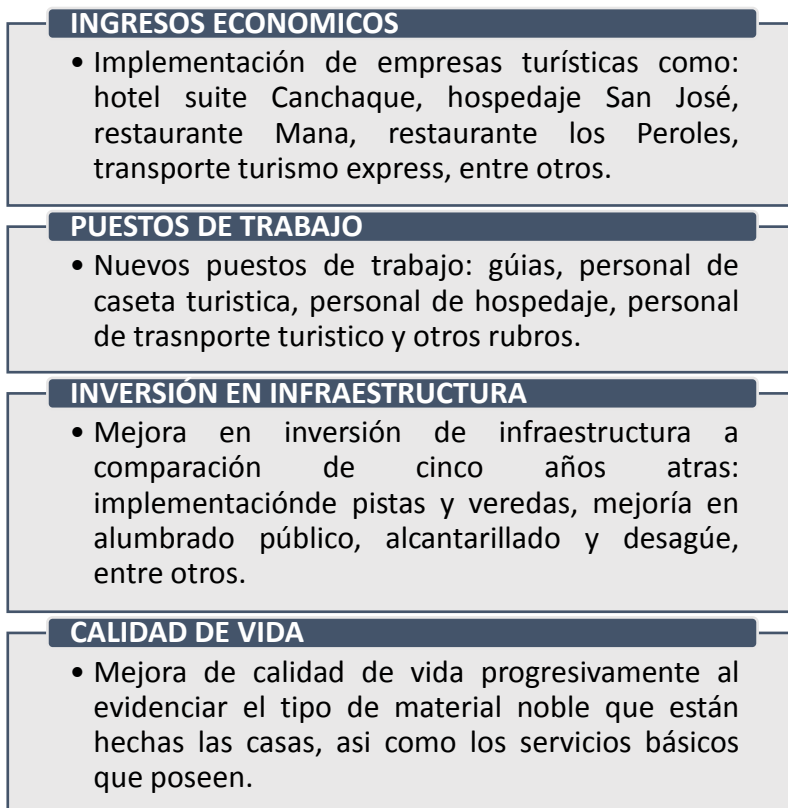 INGRESOS ECONOMICOS
• Implementación de empresas turísticas como:
hotel suite Canchaque, hospedaje San José,
restaurante Mana, restaurante los Peroles,
transporte turismo express, entre otros.
PUESTOS DE TRABAJO
• Nuevos puestos de trabajo: gúias, personal de
caseta turistica, personal de hospedaje, personal
de trasnporte turistico y otros rubros.
INVERSIÓN EN INFRAESTRUCTURA
• Mejora en inversión de infraestructura a
comparación de cinco años atras:
implementaciónde pistas y veredas, mejoría en
alumbrado público, alcantarillado y desagúe,
entre otros.
CALIDAD DE VIDA
• Mejora de calidad de vida progresivamente al
evidenciar el tipo de material noble que están
hechas las casas, asi como los servicios básicos
que poseen.